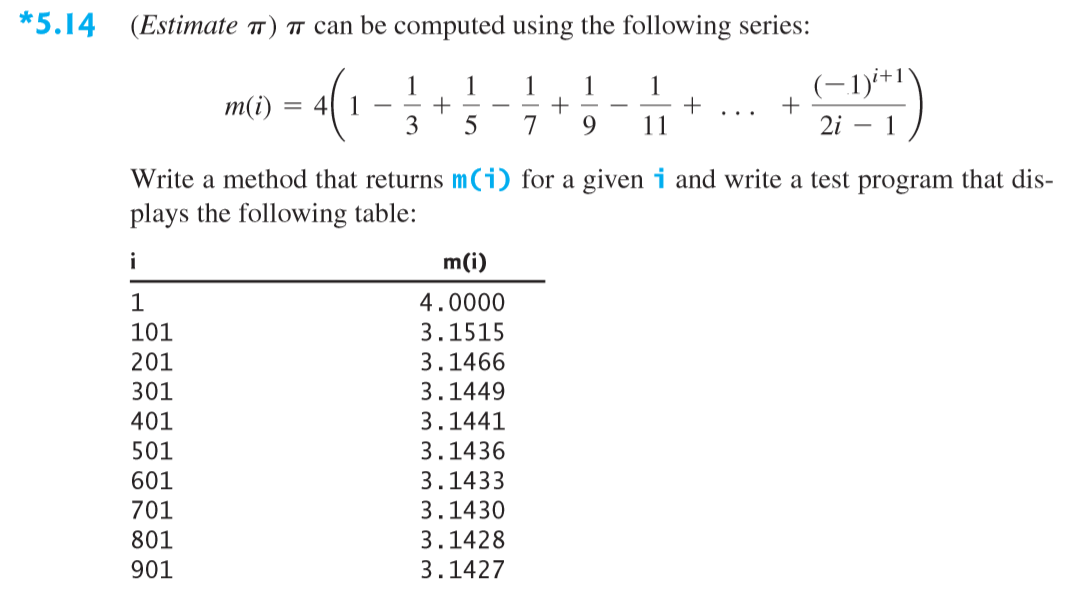 *5.14 (Estimate π) π can be computed using the following series:
m(i) = 4(1 − 1/3 + 1/5 − 1/7 + 1/9 − 1/11 + ... + (−1)^(i+1)/(2i − 1))
Write a method that returns m(i) for a given i and write a test program that dis-
plays the following table:
i m(i)
1 4.0000
101 3.1515
201 3.1466
301 3.1449
401 3.1441
501 3.1436
601 3.1433
701 3.1430
801 3.1428
901 3.1427